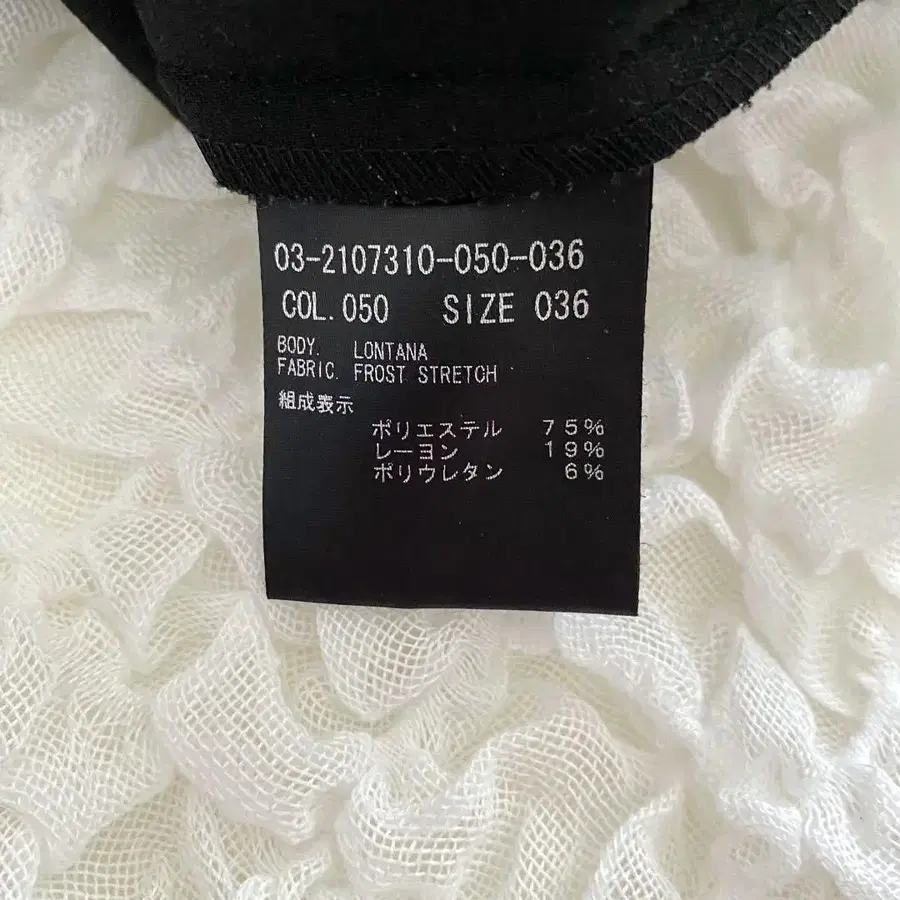 03-2107310-050-036
COL.050 SIZE 036
BODY. LONTANA
FABRIC. FROST STRETCH
組成表示
ポリエステル 75%
レーヨン 19%
ポリウレタン 6%